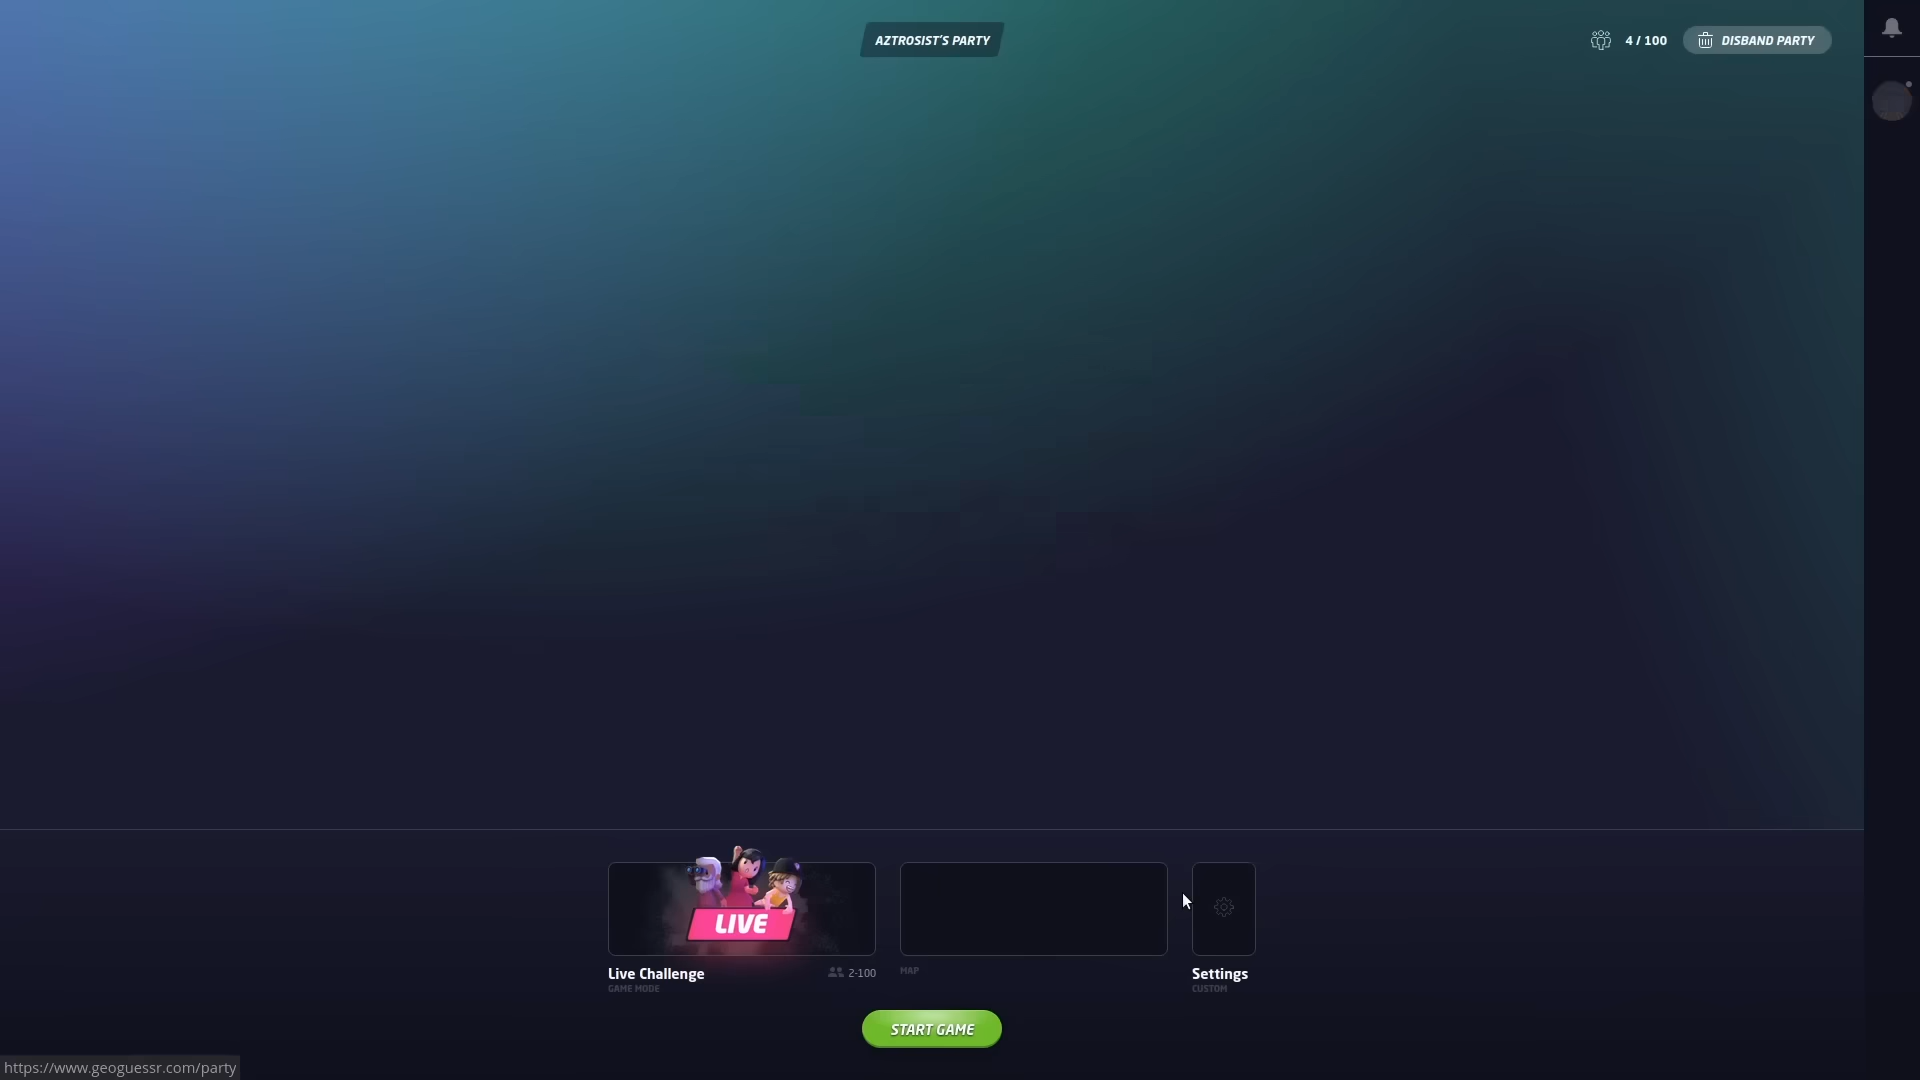 AZTROSIST'S PARTY
4 / 100
DISBAND PARTY
LIVE
Live Challenge
2-100
GAME MODE
MAP
Settings
CUSTOM
START GAME
https://www.geoguessr.com/party